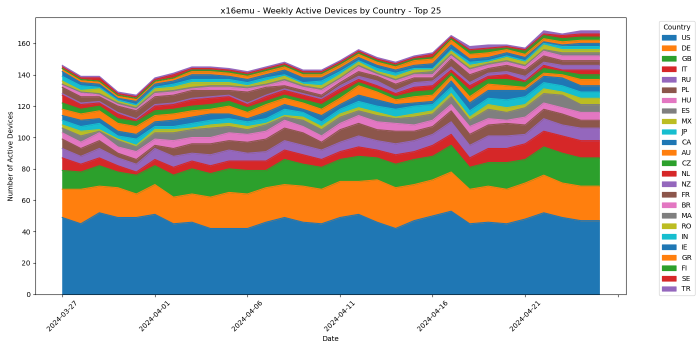 x16emu - Weekly Active Devices by Country - Top 25
Number of Active Devices
160
140
120
100
80
60
40
20
0
2024-03-27
2024-04-01
2024-04-06
2024-04-11
2024-04-16
2024-04-21
Date
Country
US
DE
GB
IT
RU
PL
HU
ES
MX
JP
CA
AU
CZ
NL
NZ
FR
BR
MA
RO
IN
IE
GR
FI
SE
TR